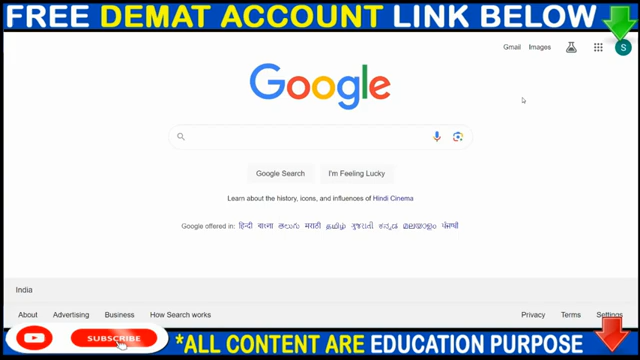 FREE DEMAT ACCOUNT LINK BELOW
Gmail Images S
Google
Google Search I'm Feeling Lucky
Learn about the history, icons, and influences of Hindi Cinema
Google offered in: हिन्दी বাংলা తెలుగు मराठी தமிழ் ગુજરાતી ಕನ್ನಡ മലയാളം ਪੰਜਾਬੀ
India
About Advertising Business How Search works Privacy Terms Settings
SUBSCRIBE
*ALL CONTENT ARE EDUCATION PURPOSE